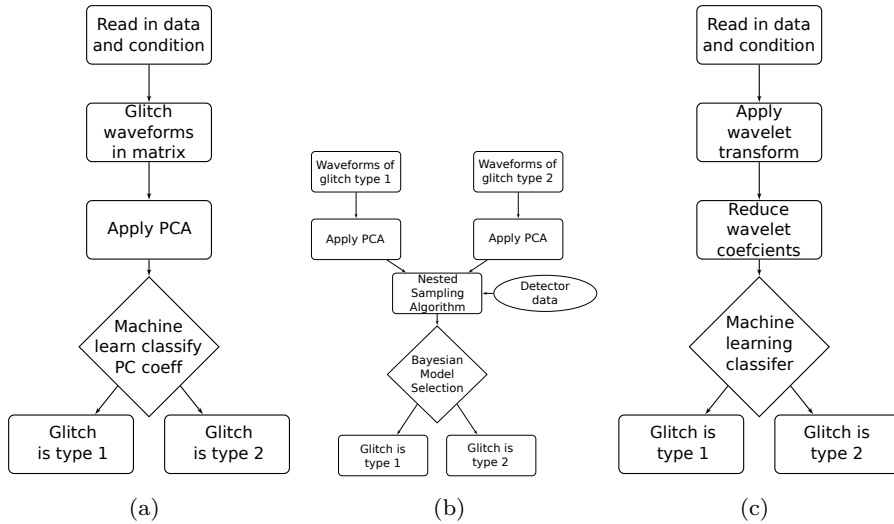 Read in data
and condition
Glitch
waveforms
in matrix
Apply PCA
Machine
learn classify
PC coeff
Glitch
is type 1
Glitch
is type 2
(a)
Waveforms of
glitch type 1
Waveforms of
glitch type 2
Apply PCA
Apply PCA
Nested
Sampling
Algorithm
Detector
data
Bayesian
Model
Selection
Glitch is
type 1
Glitch is
type 2
(b)
Read in data
and condition
Apply
wavelet
transform
Reduce
wavelet
coefcients
Machine
learning
classifer
Glitch is
type 1
Glitch is
type 2
(c)